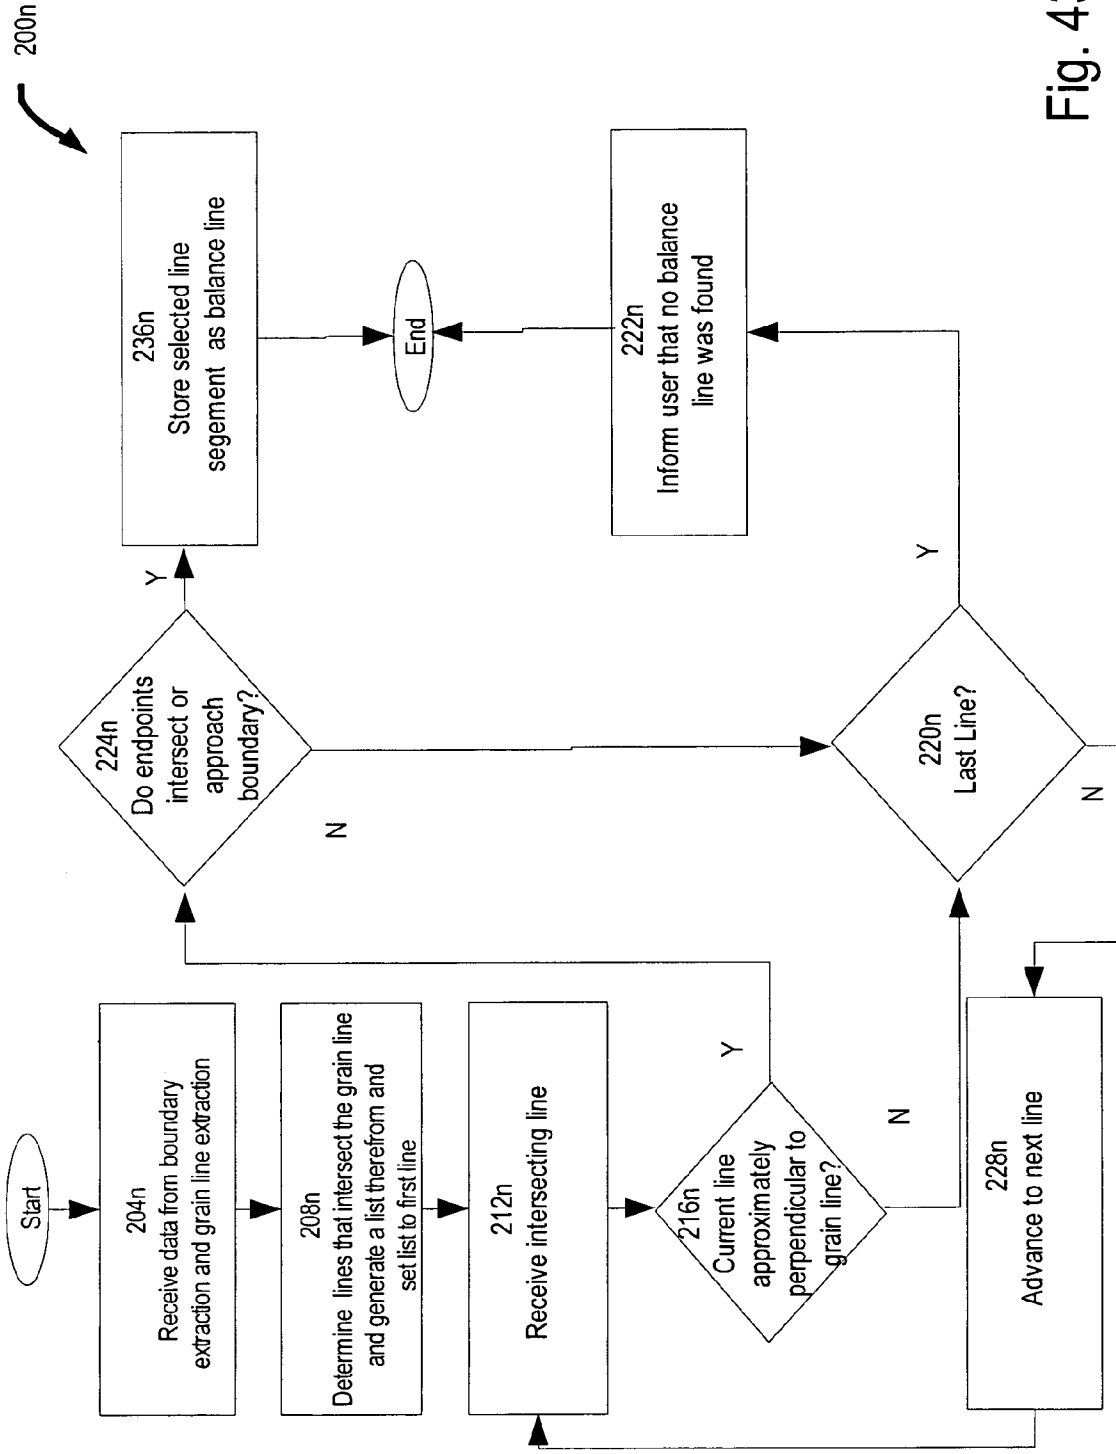 200n
Start
204n
Receive data from boundary
extraction and grain line extraction
208n
Determine lines that intersect the grain line
and generate a list therefrom and
set list to first line
212n
Receive intersecting line
216n
Current line
approximately
perpendicular to
grain line?
Y
N
224n
Do endpoints
intersect or
approach
boundary?
Y
N
236n
Store selected line
segement as balance line
End
220n
Last Line?
Y
N
222n
Inform user that no balance
line was found
228n
Advance to next line
Fig.